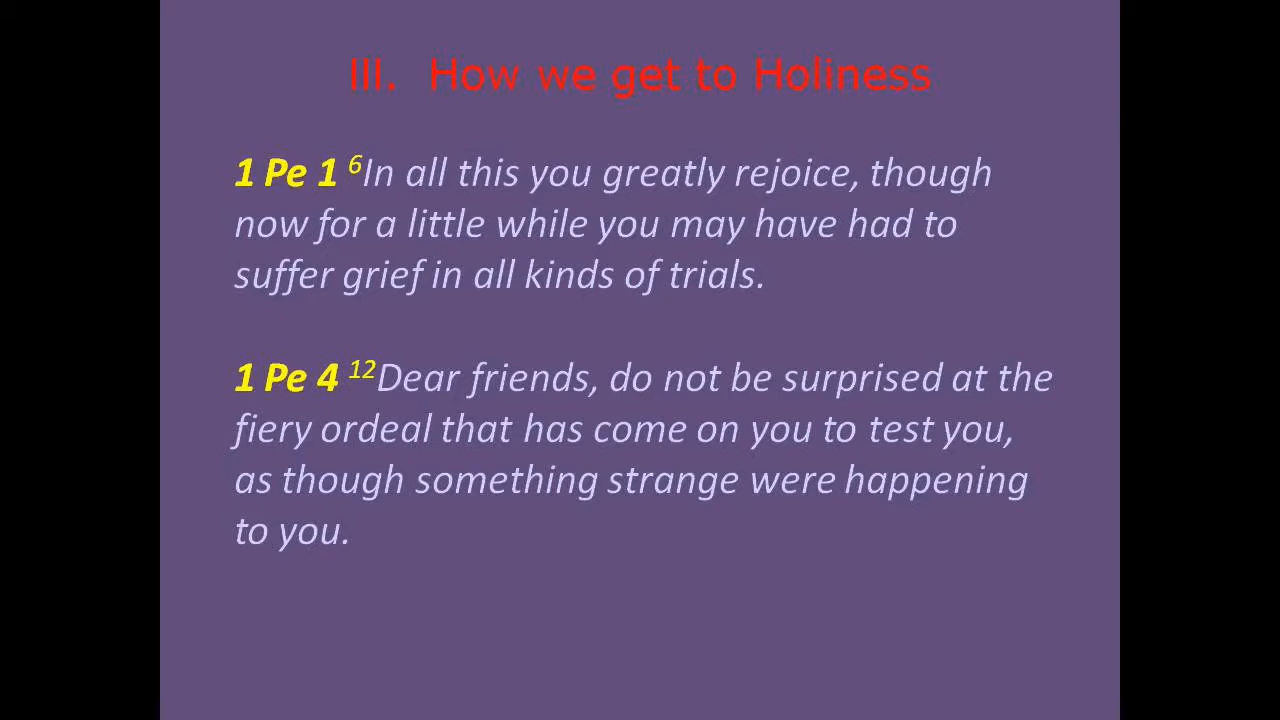 III. How we get to Holiness
1 Pe 1 6In all this you greatly rejoice, though
now for a little while you may have had to
suffer grief in all kinds of trials.
1 Pe 4 12Dear friends, do not be surprised at the
fiery ordeal that has come on you to test you,
as though something strange were happening
to you.